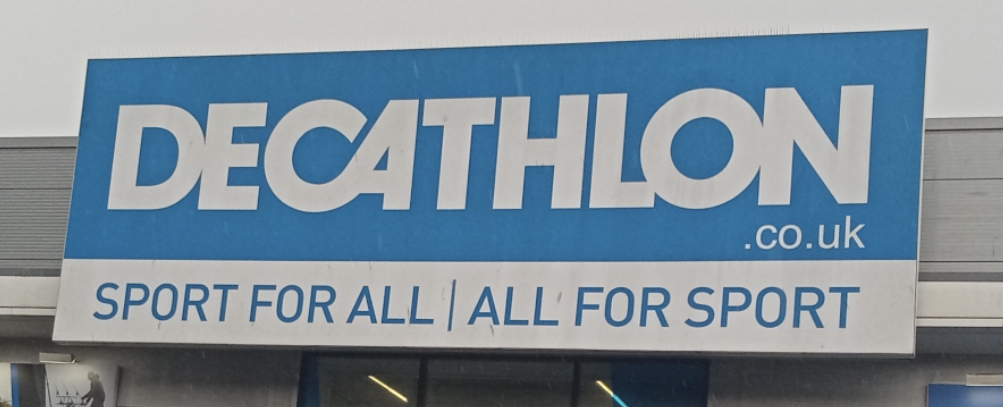 DECATHLON
.co.uk
SPORT FOR ALL | ALL FOR SPORT